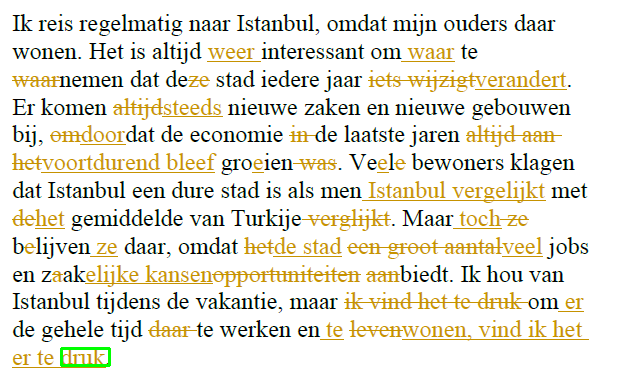 Ik reis regelmatig naar Istanbul, omdat mijn ouders daar
wonen. Het is altijd weer interessant om waar te
waarnemen dat deze stad iedere jaar iets wijzigtverandert.
Er komen altijdsteeds nieuwe zaken en nieuwe gebouwen
bij, omdoordat de economie in de laatste jaren altijd aan
hetvoortdurend bleef groeien was. Veele bewoners klagen
dat Istanbul een dure stad is als men Istanbul vergelijkt met
dehet gemiddelde van Turkije verglijkt. Maar toch ze
belijven ze daar, omdat hetde stad een groot aantalveel jobs
en zaakelijke kansenopportuniteiten aanbiedt. Ik hou van
Istanbul tijdens de vakantie, maar ik vind het te druk om er
de gehele tijd daar te werken en te levenwonen, vind ik het
er te druk.